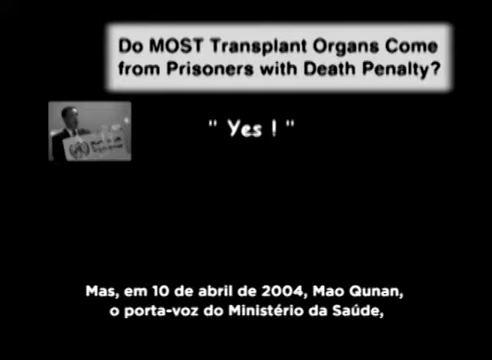 Do MOST Transplant Organs Come
from Prisoners with Death Penalty?
" Yes ! "
Mas, em 10 de abril de 2004, Mao Qunan,
o porta-voz do Ministério da Saúde,